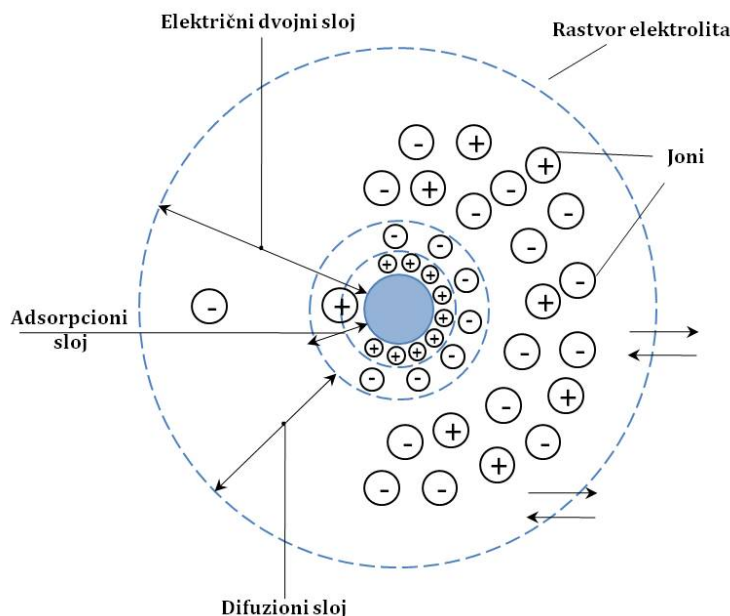 Električni dvojni sloj
Rastvor elektrolita
Joni
Adsorpcioni
sloj
Difuzioni sloj